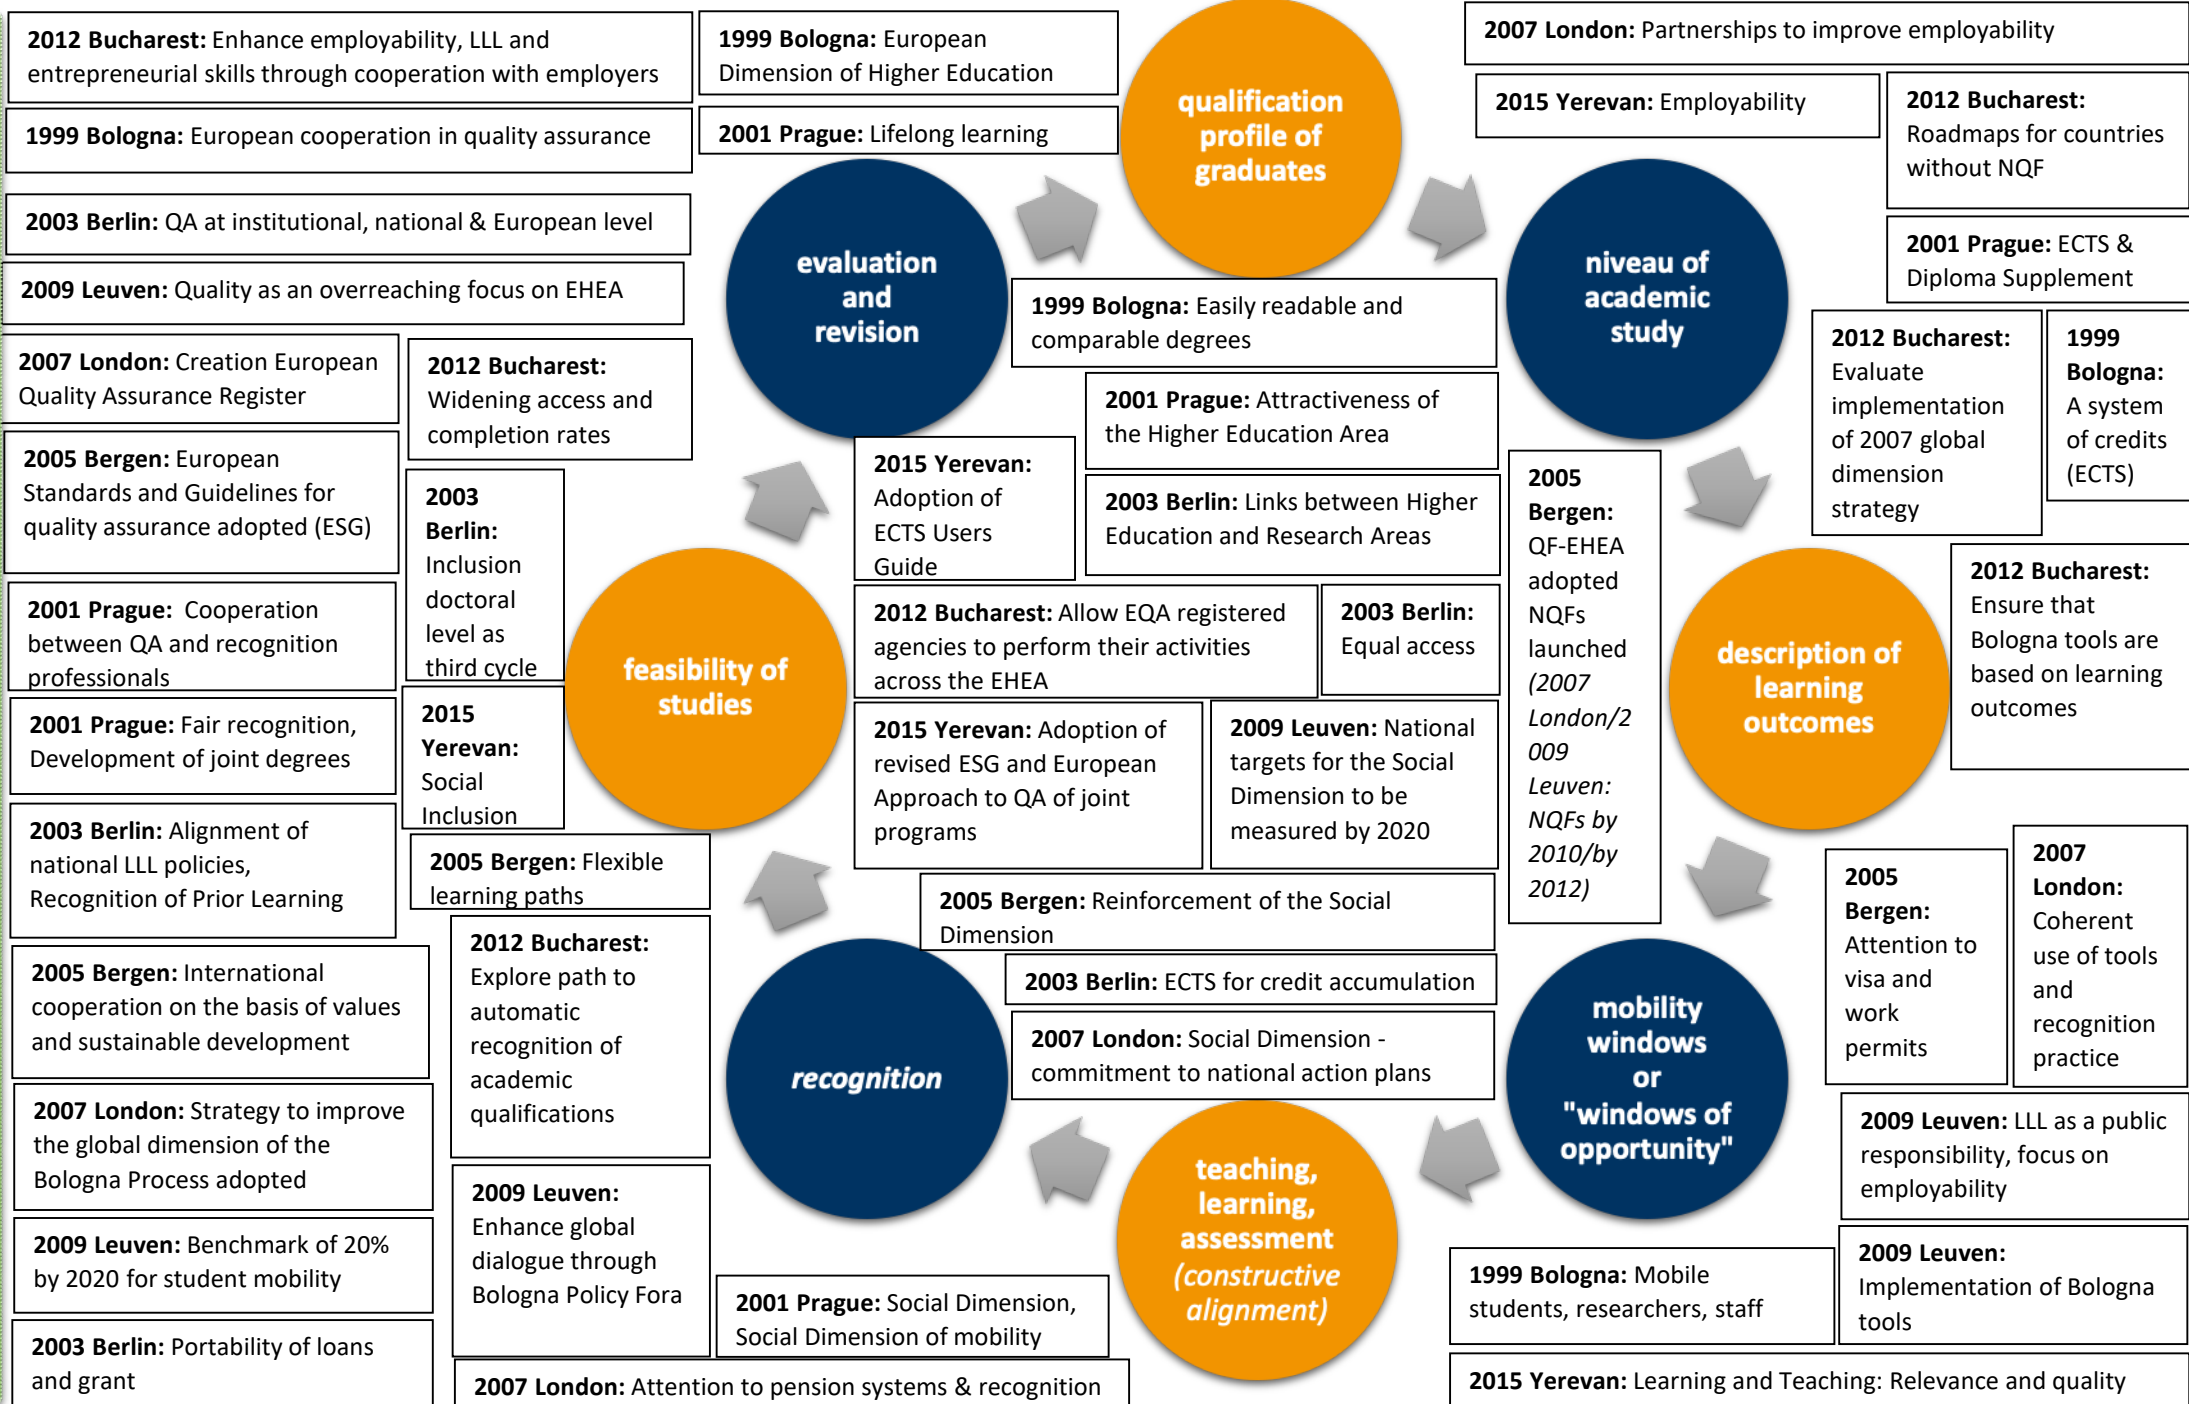 2012 Bucharest: Enhance employability, LLL and
entrepreneurial skills through cooperation with employers
1999 Bologna: European cooperation in quality assurance
2003 Berlin: QA at institutional, national & European level
2009 Leuven: Quality as an overreaching focus on EHEA
2007 London: Creation European
Quality Assurance Register
2005 Bergen: European
Standards and Guidelines for
quality assurance adopted (ESG)
2001 Prague: Cooperation
between QA and recognition
professionals
2001 Prague: Fair recognition,
Development of joint degrees
2003 Berlin: Alignment of
national LLL policies,
Recognition of Prior Learning
2005 Bergen: International
cooperation on the basis of values
and sustainable development
2007 London: Strategy to improve
the global dimension of the
Bologna Process adopted
2009 Leuven: Benchmark of 20%
by 2020 for student mobility
2003 Berlin: Portability of loans
and grant
2012 Bucharest:
Widening access and
completion rates
2003
Berlin:
Inclusion
doctoral
level as
third cycle
2015
Yerevan:
Social
Inclusion
2005 Bergen: Flexible
learning paths
2012 Bucharest:
Explore path to
automatic
recognition of
academic
qualifications
2009 Leuven:
Enhance global
dialogue through
Bologna Policy Fora
1999 Bologna: European
Dimension of Higher Education
2001 Prague: Lifelong learning
evaluation
and
revision
feasibility of
studies
recognition
2001 Prague: Social Dimension,
Social Dimension of mobility
2007 London: Attention to pension systems & recognition
qualification
profile of
graduates
1999 Bologna: Easily readable and
comparable degrees
2001 Prague: Attractiveness of
the Higher Education Area
2015 Yerevan:
Adoption of
ECTS Users
Guide
2003 Berlin: Links between Higher
Education and Research Areas
2012 Bucharest: Allow EQA registered
agencies to perform their activities
across the EHEA
2003 Berlin:
Equal access
2015 Yerevan: Adoption of
revised ESG and European
Approach to QA of joint
programs
2009 Leuven: National
targets for the Social
Dimension to be
measured by 2020
2005 Bergen: Reinforcement of the Social
Dimension
2003 Berlin: ECTS for credit accumulation
2007 London: Social Dimension -
commitment to national action plans
teaching,
learning,
assessment
(constructive
alignment)
2007 London: Partnerships to improve employability
2015 Yerevan: Employability
2012 Bucharest:
Roadmaps for countries
without NQF
niveau of
academic
study
2001 Prague: ECTS &
Diploma Supplement
2012 Bucharest:
Evaluate
implementation
of 2007 global
dimension
strategy
1999
Bologna:
A system
of credits
(ECTS)
2005
Bergen:
QF-EHEA
adopted
NQFs
launched
(2007
London/2
009
Leuven:
NQFs by
2010/by
2012)
description of
learning
outcomes
2012 Bucharest:
Ensure that
Bologna tools are
based on learning
outcomes
2005
Bergen:
Attention to
visa and
work
permits
2007
London:
Coherent
use of tools
and
recognition
practice
mobility
windows
or
"windows of
opportunity"
2009 Leuven: LLL as a public
responsibility, focus on
employability
1999 Bologna: Mobile
students, researchers, staff
2009 Leuven:
Implementation of Bologna
tools
2015 Yerevan: Learning and Teaching: Relevance and quality